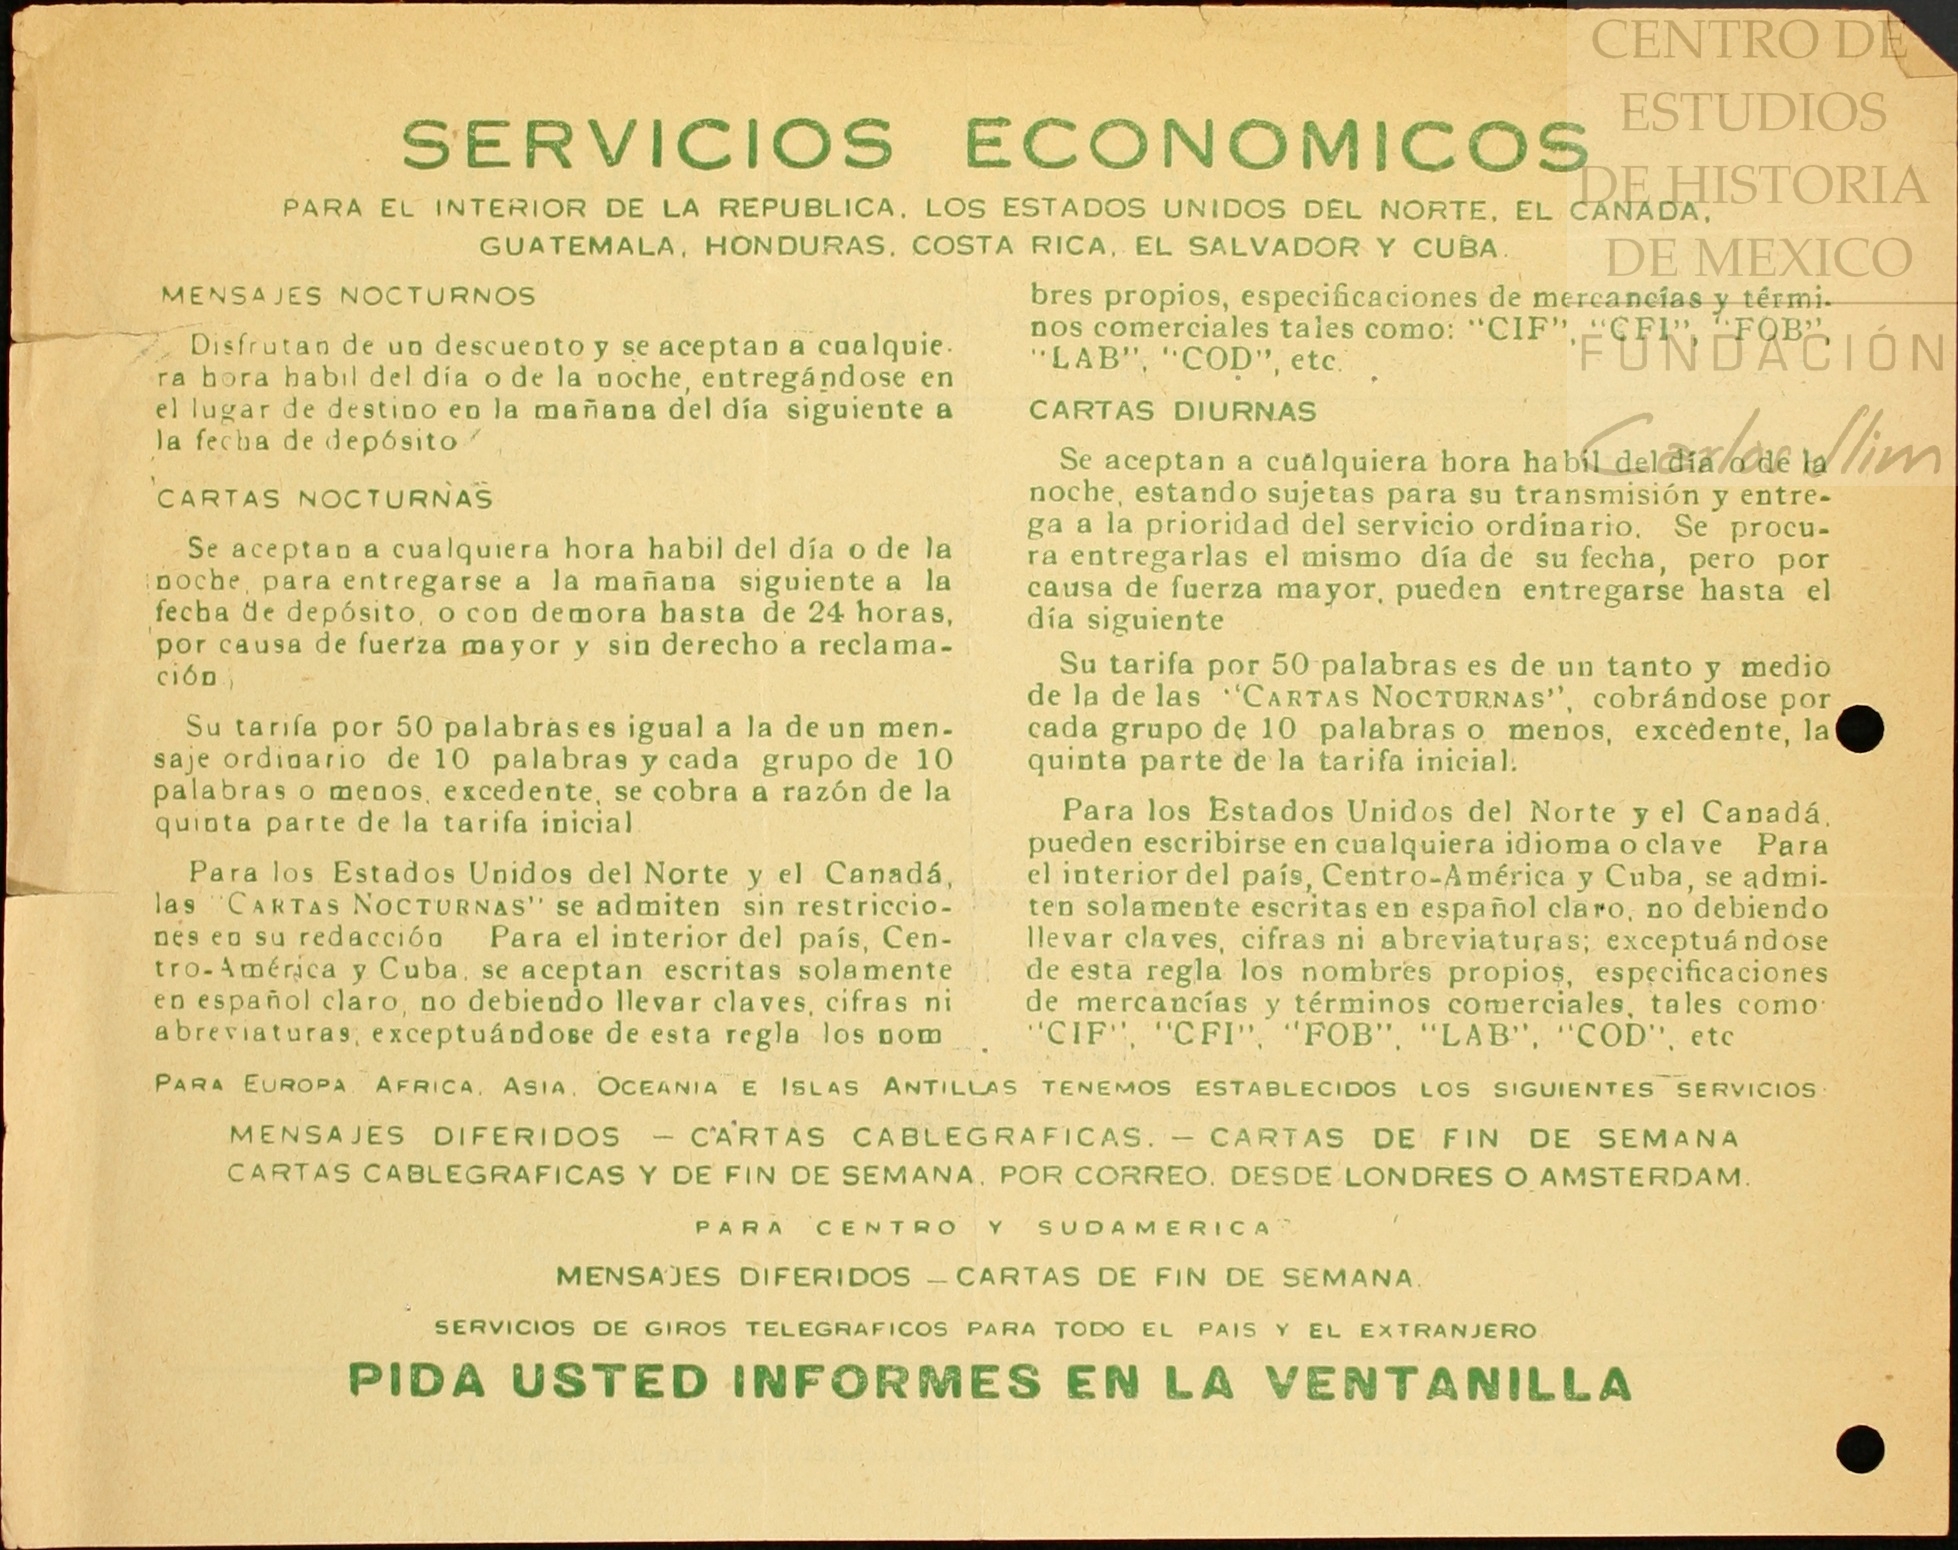 CENTRO DE
ESTUDIOS
DE HISTORIA
DE MEXICO
FUNDACIÓN
Carlos Slim
SERVICIOS ECONOMICOS
PARA EL INTERIOR DE LA REPUBLICA, LOS ESTADOS UNIDOS DEL NORTE, EL CANADA,
GUATEMALA, HONDURAS, COSTA RICA, EL SALVADOR Y CUBA.
MENSAJES NOCTURNOS
Disfrutan de un descuento y se aceptan a cualquie-
ra hora habil del día o de la noche, entregándose en
el lugar de destino en la mañana del día siguiente a
la fecha de depósito
CARTAS NOCTURNAS
Se aceptan a cualquiera hora habil del día o de la
noche, para entregarse a la mañana siguiente a la
fecha de depósito, o con demora hasta de 24 horas,
por causa de fuerza mayor y sin derecho a reclama-
ción
Su tarifa por 50 palabras es igual a la de un men-
saje ordinario de 10 palabras y cada grupo de 10
palabras o menos, excedente, se cobra a razón de la
quinta parte de la tarifa inicial
Para los Estados Unidos del Norte y el Canadá,
las "CARTAS NOCTURNAS" se admiten sin restriccio-
nes en su redacción Para el interior del país, Cen-
tro-América y Cuba, se aceptan escritas solamente
en español claro, no debiendo llevar claves, cifras ni
abreviaturas, exceptuándose de esta regla los nom
bres propios, especificaciones de mercancías y térmi-
nos comerciales tales como: "CIF", "CFI", "FOB",
"LAB", "COD", etc.
CARTAS DIURNAS
Se aceptan a cualquiera hora habil del día o de la
noche, estando sujetas para su transmisión y entre-
ga a la prioridad del servicio ordinario. Se procu-
ra entregarlas el mismo día de su fecha, pero por
causa de fuerza mayor, pueden entregarse hasta el
día siguiente
Su tarifa por 50 palabras es de un tanto y medio
de la de las "CARTAS NOCTURNAS", cobrándose por
cada grupo de 10 palabras o menos, excedente, la
quinta parte de la tarifa inicial.
Para los Estados Unidos del Norte y el Canadá,
pueden escribirse en cualquiera idioma o clave Para
el interior del país, Centro-América y Cuba, se admi-
ten solamente escritas en español claro, no debiendo
llevar claves, cifras ni abreviaturas; exceptuándose
de esta regla los nombres propios, especificaciones
de mercancías y términos comerciales, tales como
"CIF", "CFI", "FOB", "LAB", "COD", etc
PARA EUROPA, AFRICA, ASIA, OCEANIA E ISLAS ANTILLAS TENEMOS ESTABLECIDOS LOS SIGUIENTES SERVICIOS
MENSAJES DIFERIDOS — CARTAS CABLEGRAFICAS. — CARTAS DE FIN DE SEMANA
CARTAS CABLEGRAFICAS Y DE FIN DE SEMANA, POR CORREO, DESDE LONDRES O AMSTERDAM.
PARA CENTRO Y SUDAMERICA
MENSAJES DIFERIDOS — CARTAS DE FIN DE SEMANA.
SERVICIOS DE GIROS TELEGRAFICOS PARA TODO EL PAIS Y EL EXTRANJERO
PIDA USTED INFORMES EN LA VENTANILLA